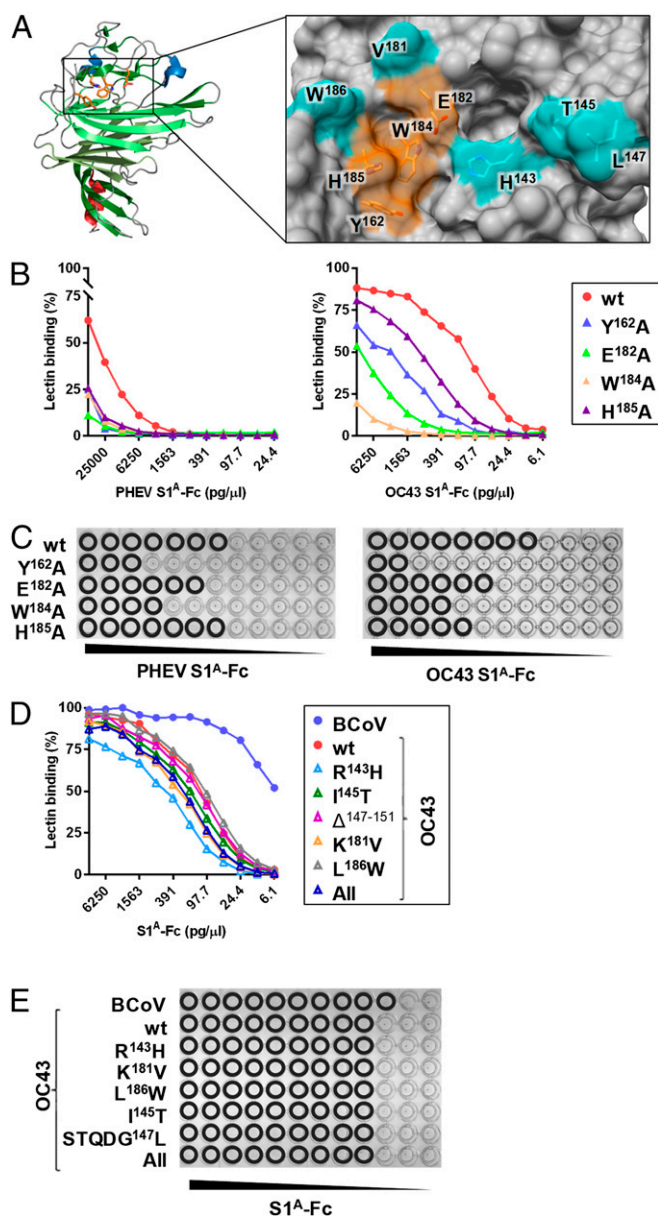 A
V¹⁸¹
W¹⁸⁶
E¹⁸²
T¹⁴⁵
W¹⁸⁴
H¹⁸⁵
H¹⁴³
L¹⁴⁷
Y¹⁶²
B
Lectin binding (%)
100
75
25
0
25000
6250
1563
391
97.7
24.4
PHEV S1ᴬ-Fc (pg/µl)
Lectin binding (%)
100
75
50
25
0
6250
1563
391
97.7
24.4
6.1
OC43 S1ᴬ-Fc (pg/µl)
wt
Y¹⁶²A
E¹⁸²A
W¹⁸⁴A
H¹⁸⁵A
C
wt
Y¹⁶²A
E¹⁸²A
W¹⁸⁴A
H¹⁸⁵A
PHEV S1ᴬ-Fc
OC43 S1ᴬ-Fc
D
Lectin binding (%)
100
75
50
25
0
6250
1563
391
97.7
24.4
6.1
S1ᴬ-Fc (pg/µl)
BCoV
wt
R¹⁴³H
I¹⁴⁵T
Δ¹⁴⁷⁻¹⁵¹
K¹⁸¹V
L¹⁸⁶W
All
OC43
E
OC43
BCoV
wt
R¹⁴³H
K¹⁸¹V
L¹⁸⁶W
I¹⁴⁵T
STQDG¹⁴⁷L
All
S1ᴬ-Fc